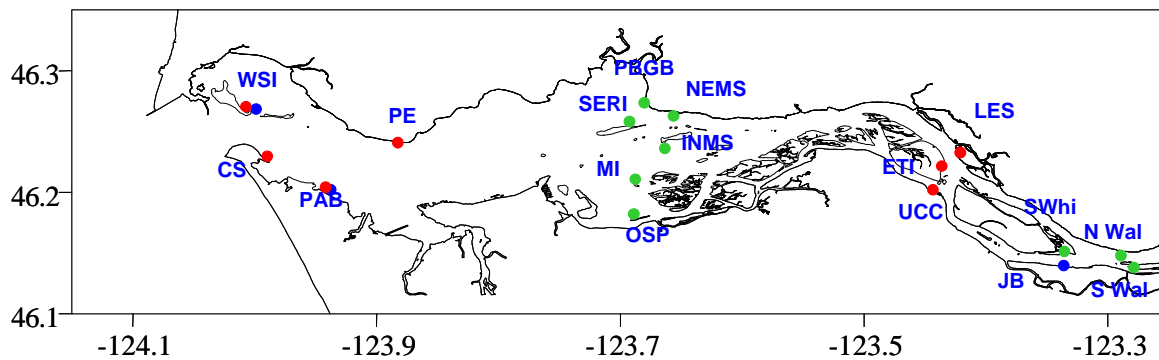 46.3
46.2
46.1
WSI
PE
PBGB
NEMS
SERI
INMS
LES
CS
PAB
MI
ETI
OSP
UCC
SWhi
N Wal
JB
S Wal
-124.1
-123.9
-123.7
-123.5
-123.3